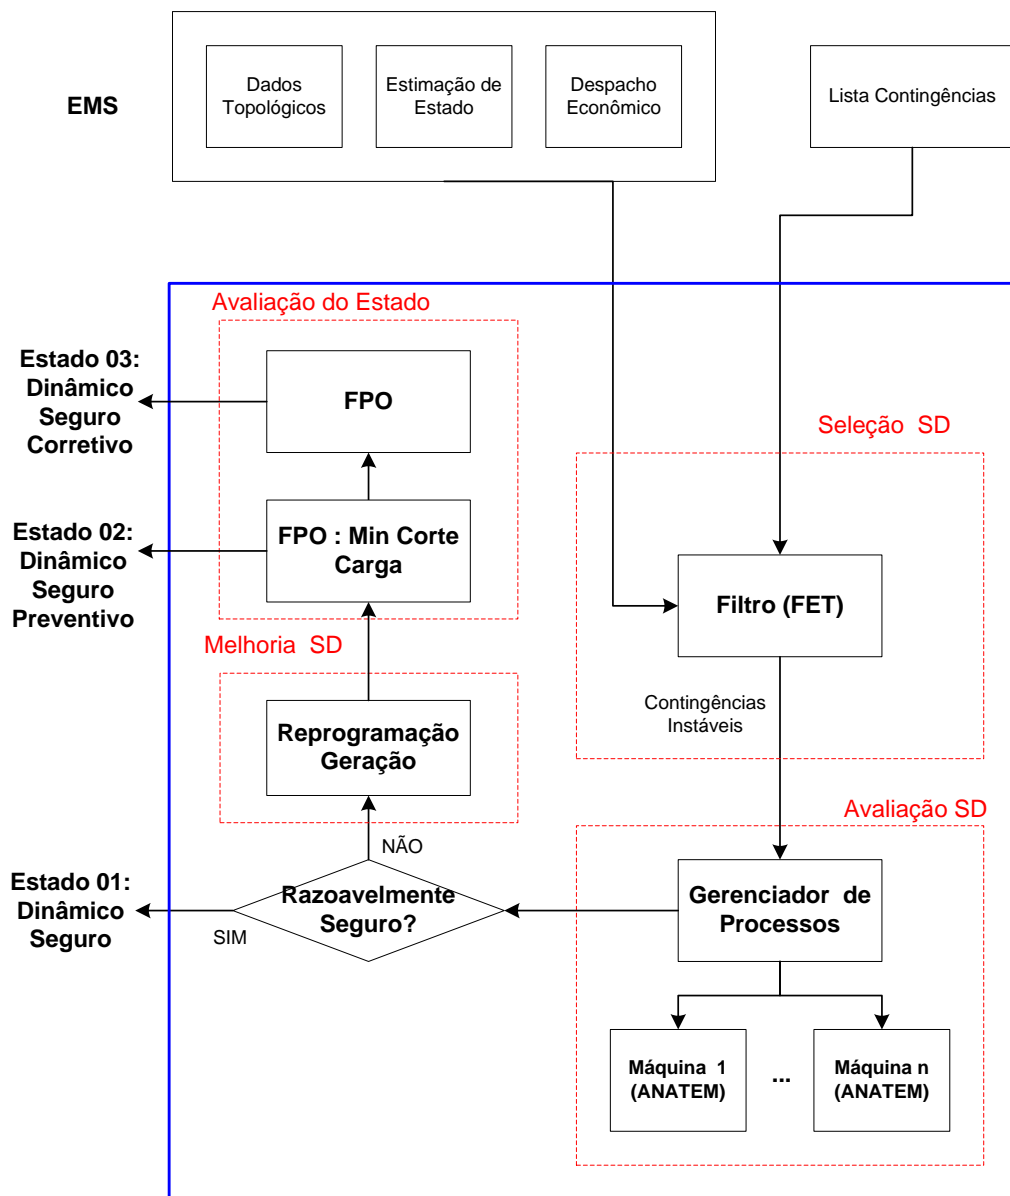 EMS
Dados
Topológicos
Estimação de
Estado
Despacho
Econômico
Lista Contingências
Avaliação do Estado
Estado 03:
Dinâmico
Seguro
Corretivo
FPO
Seleção SD
Estado 02:
Dinâmico
Seguro
Preventivo
FPO : Min Corte
Carga
Filtro (FET)
Melhoria SD
Contingências
Instáveis
Reprogramação
Geração
Avaliação SD
NÃO
Estado 01:
Dinâmico
Seguro
SIM
Razoavelmente
Seguro?
Gerenciador de
Processos
Máquina 1
(ANATEM)
...
Máquina n
(ANATEM)